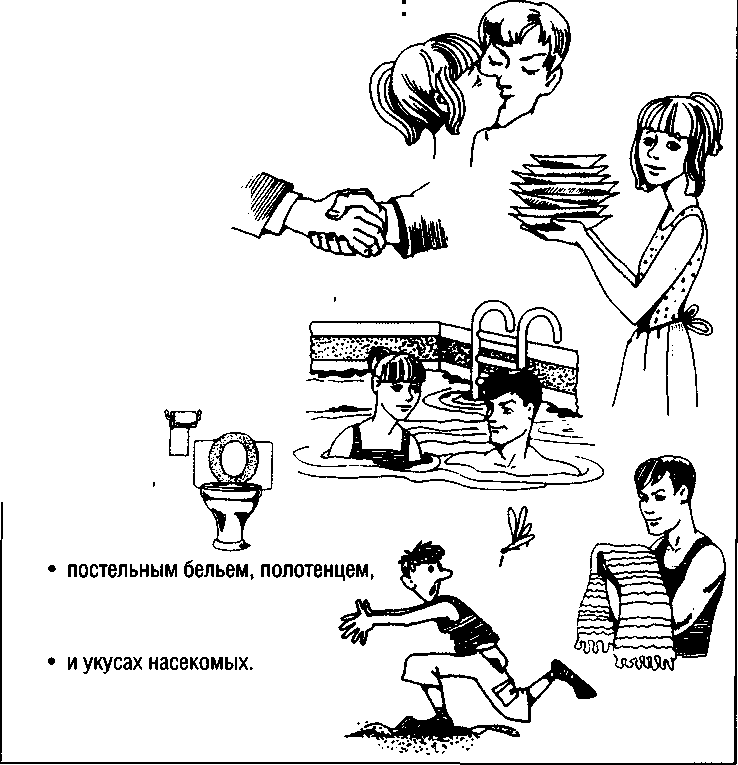 • постельным бельем, полотенцем,
• и укусах насекомых.